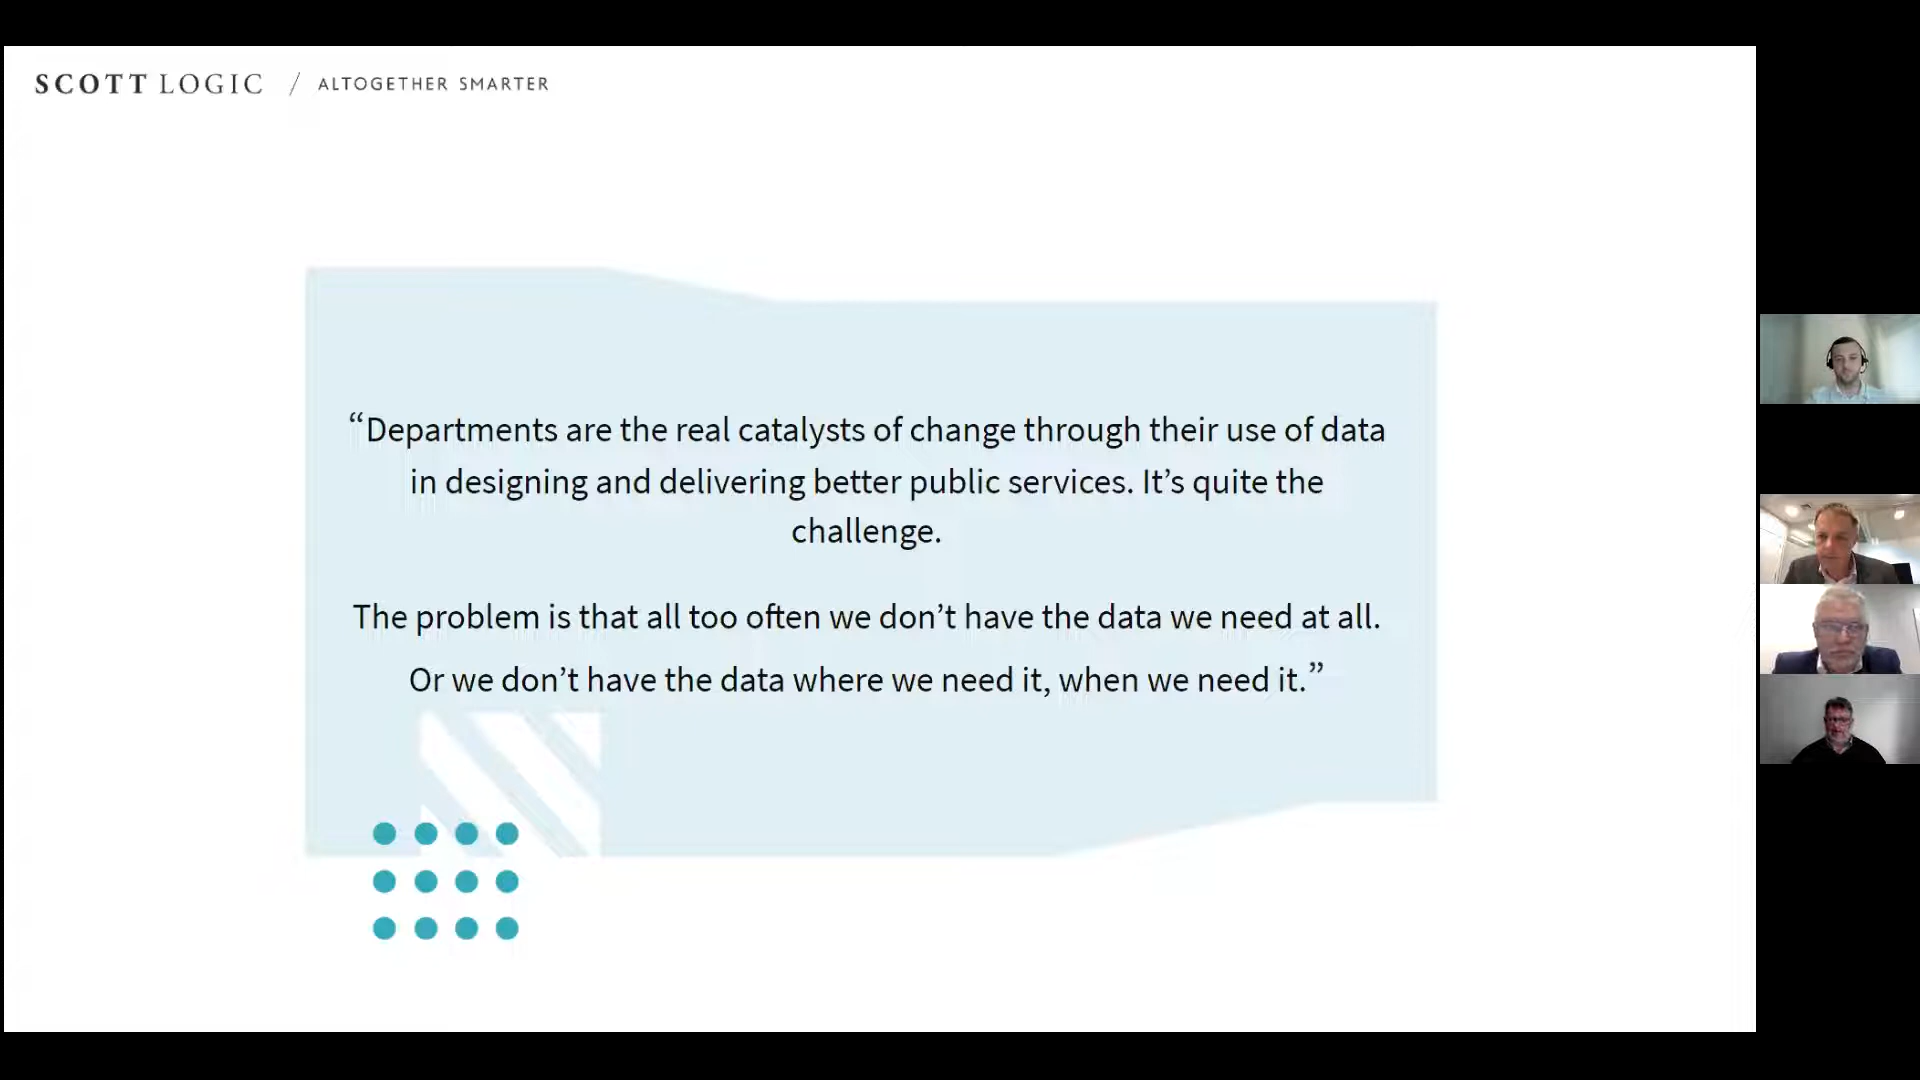 SCOTT LOGIC / ALTOGETHER SMARTER
“Departments are the real catalysts of change through their use of data
in designing and delivering better public services. It’s quite the
challenge.
The problem is that all too often we don’t have the data we need at all.
Or we don’t have the data where we need it, when we need it.”